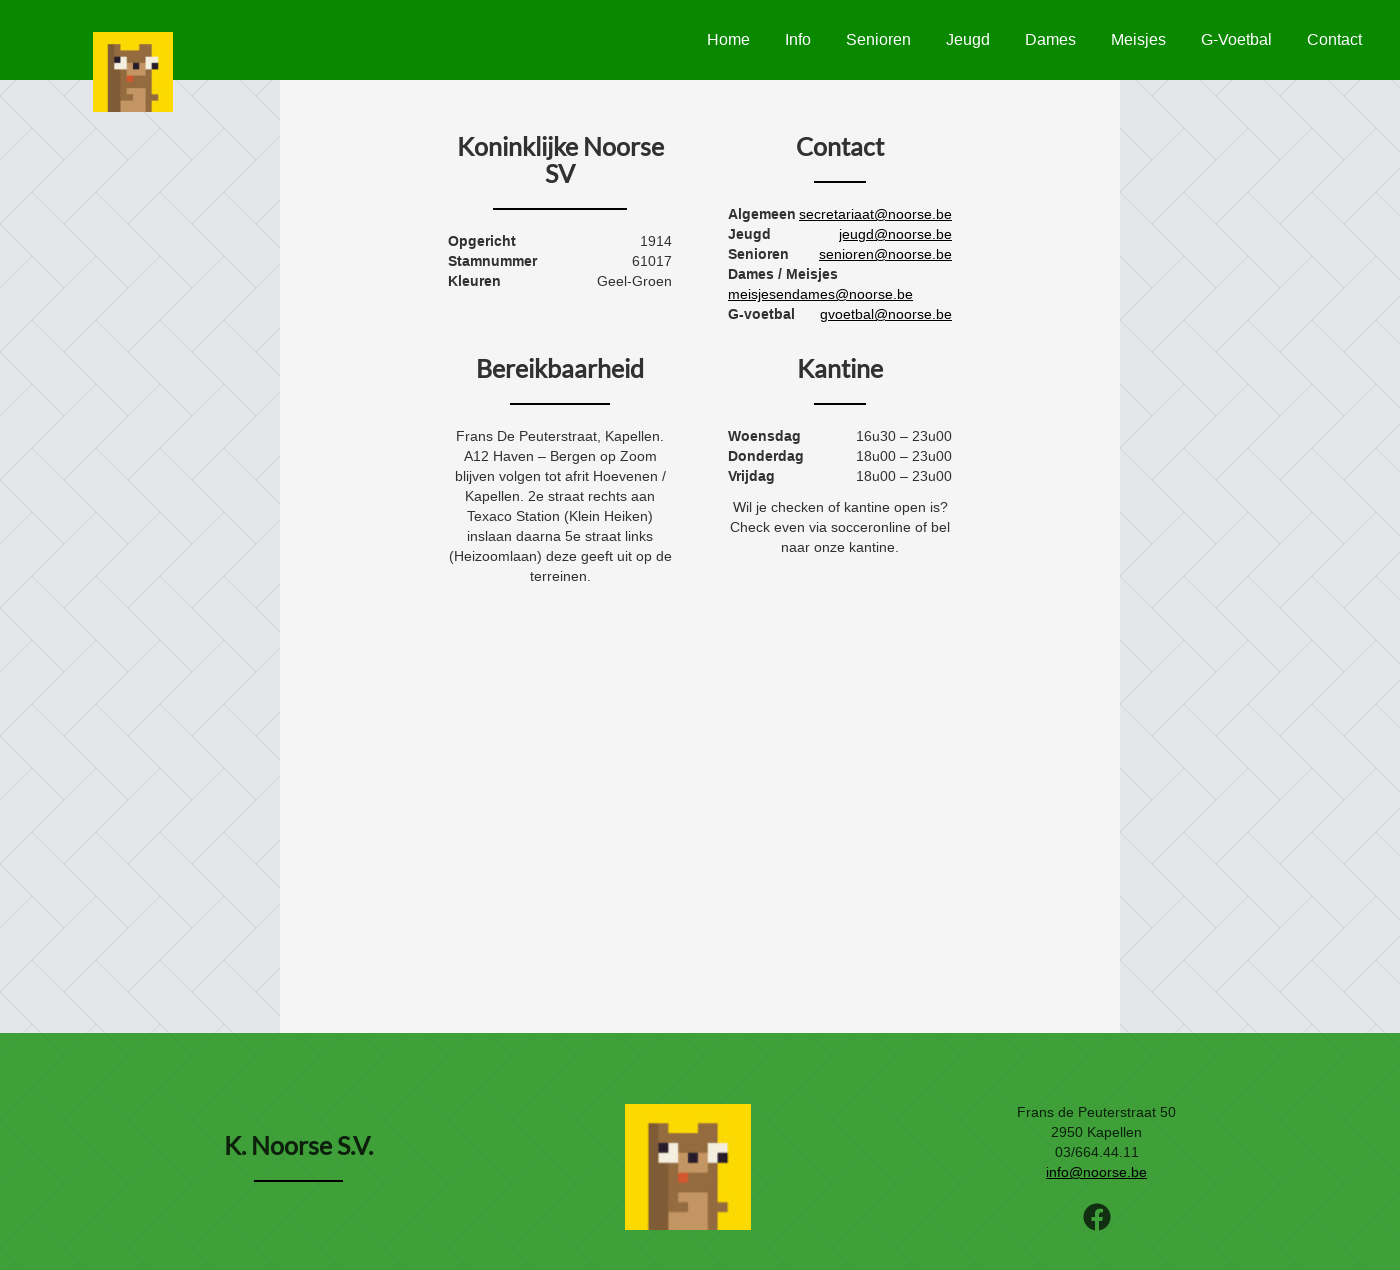 Home Info Senioren Jeugd Dames Meisjes G-Voetbal Contact
Koninklijke Noorse
SV
Opgericht 1914
Stamnummer 61017
Kleuren Geel-Groen
Contact
Algemeen secretariaat@noorse.be
Jeugd jeugd@noorse.be
Senioren senioren@noorse.be
Dames / Meisjes
meisjesendames@noorse.be
G-voetbal gvoetbal@noorse.be
Bereikbaarheid
Frans De Peuterstraat, Kapellen.
A12 Haven – Bergen op Zoom
blijven volgen tot afrit Hoevenen /
Kapellen. 2e straat rechts aan
Texaco Station (Klein Heiken)
inslaan daarna 5e straat links
(Heizoomlaan) deze geeft uit op de
terreinen.
Kantine
Woensdag 16u30 – 23u00
Donderdag 18u00 – 23u00
Vrijdag 18u00 – 23u00
Wil je checken of kantine open is?
Check even via socceronline of bel
naar onze kantine.
K. Noorse S.V.
Frans de Peuterstraat 50
2950 Kapellen
03/664.44.11
info@noorse.be